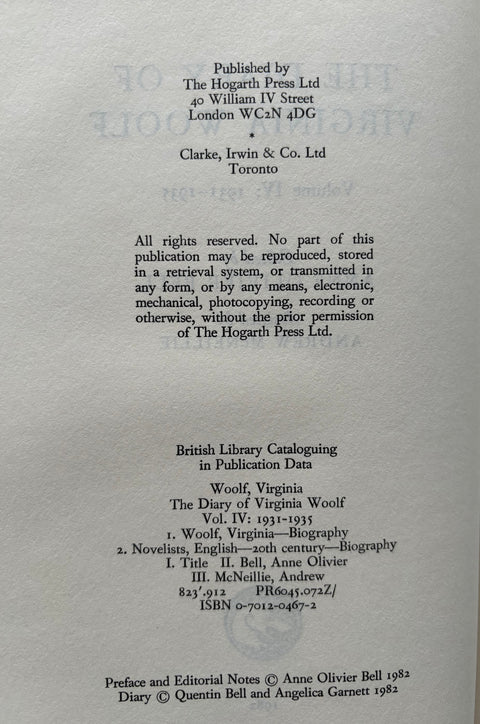 Published by
The Hogarth Press Ltd
40 William IV Street
London WC2N 4DG
*
Clarke, Irwin & Co. Ltd
Toronto
All rights reserved. No part of this
publication may be reproduced, stored
in a retrieval system, or transmitted in
any form, or by any means, electronic,
mechanical, photocopying, recording or
otherwise, without the prior permission
of The Hogarth Press Ltd.
British Library Cataloguing
in Publication Data
Woolf, Virginia
The Diary of Virginia Woolf
Vol. IV: 1931-1935
1. Woolf, Virginia—Biography
2. Novelists, English—20th century—Biography
I. Title II. Bell, Anne Olivier
III. McNeillie, Andrew
823'.912 PR6045.072Z/
ISBN 0-7012-0467-2
Preface and Editorial Notes © Anne Olivier Bell 1982
Diary © Quentin Bell and Angelica Garnett 1982